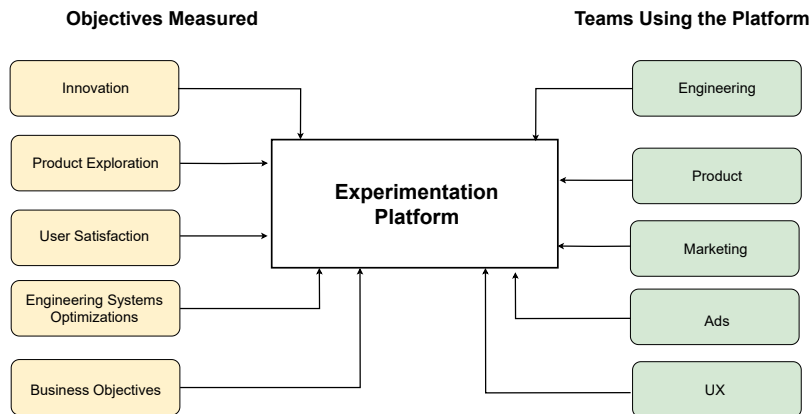 Objectives Measured
Teams Using the Platform
Innovation
Product Exploration
User Satisfaction
Engineering Systems
Optimizations
Business Objectives
Experimentation
Platform
Engineering
Product
Marketing
Ads
UX